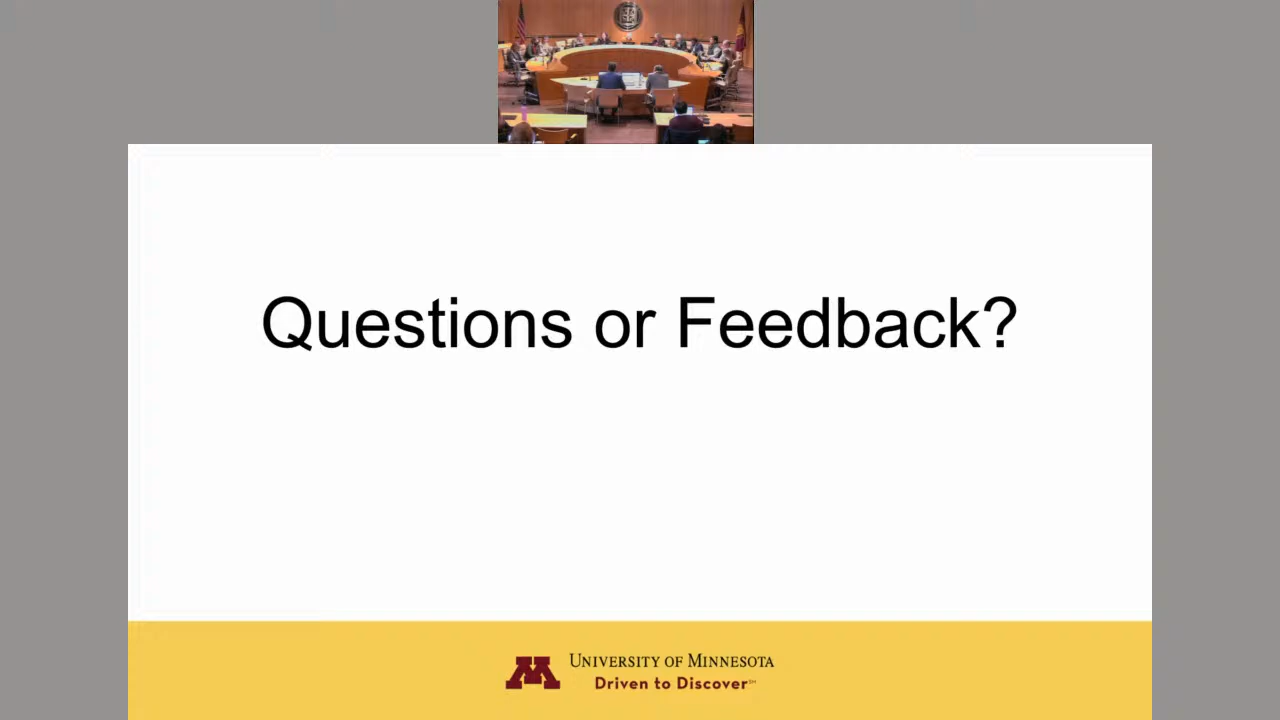 Questions or Feedback?
UNIVERSITY OF MINNESOTA
Driven to Discover℠